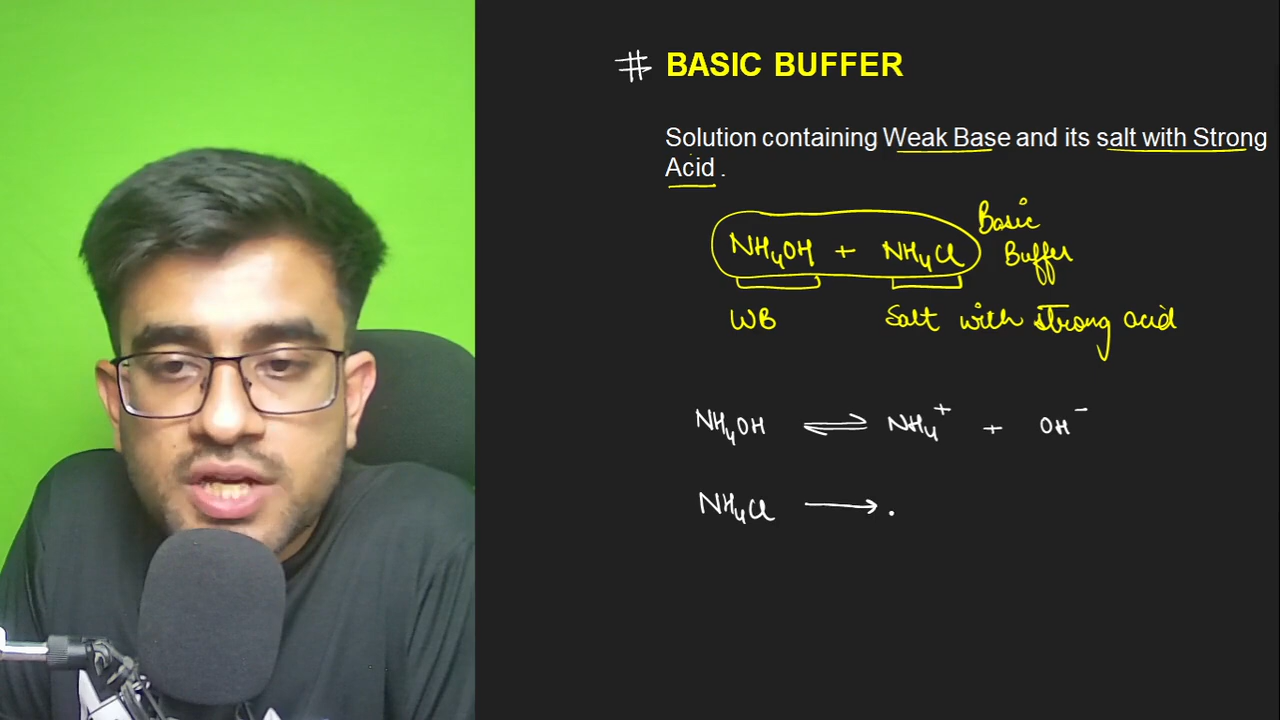 # BASIC BUFFER
Solution containing Weak Base and its salt with Strong
Acid .
NH₄OH + NH₄Cl Basic
Buffer
WB Salt with strong acid
NH₄OH ⇌ NH₄⁺ + OH⁻
NH₄Cl ⟶ .